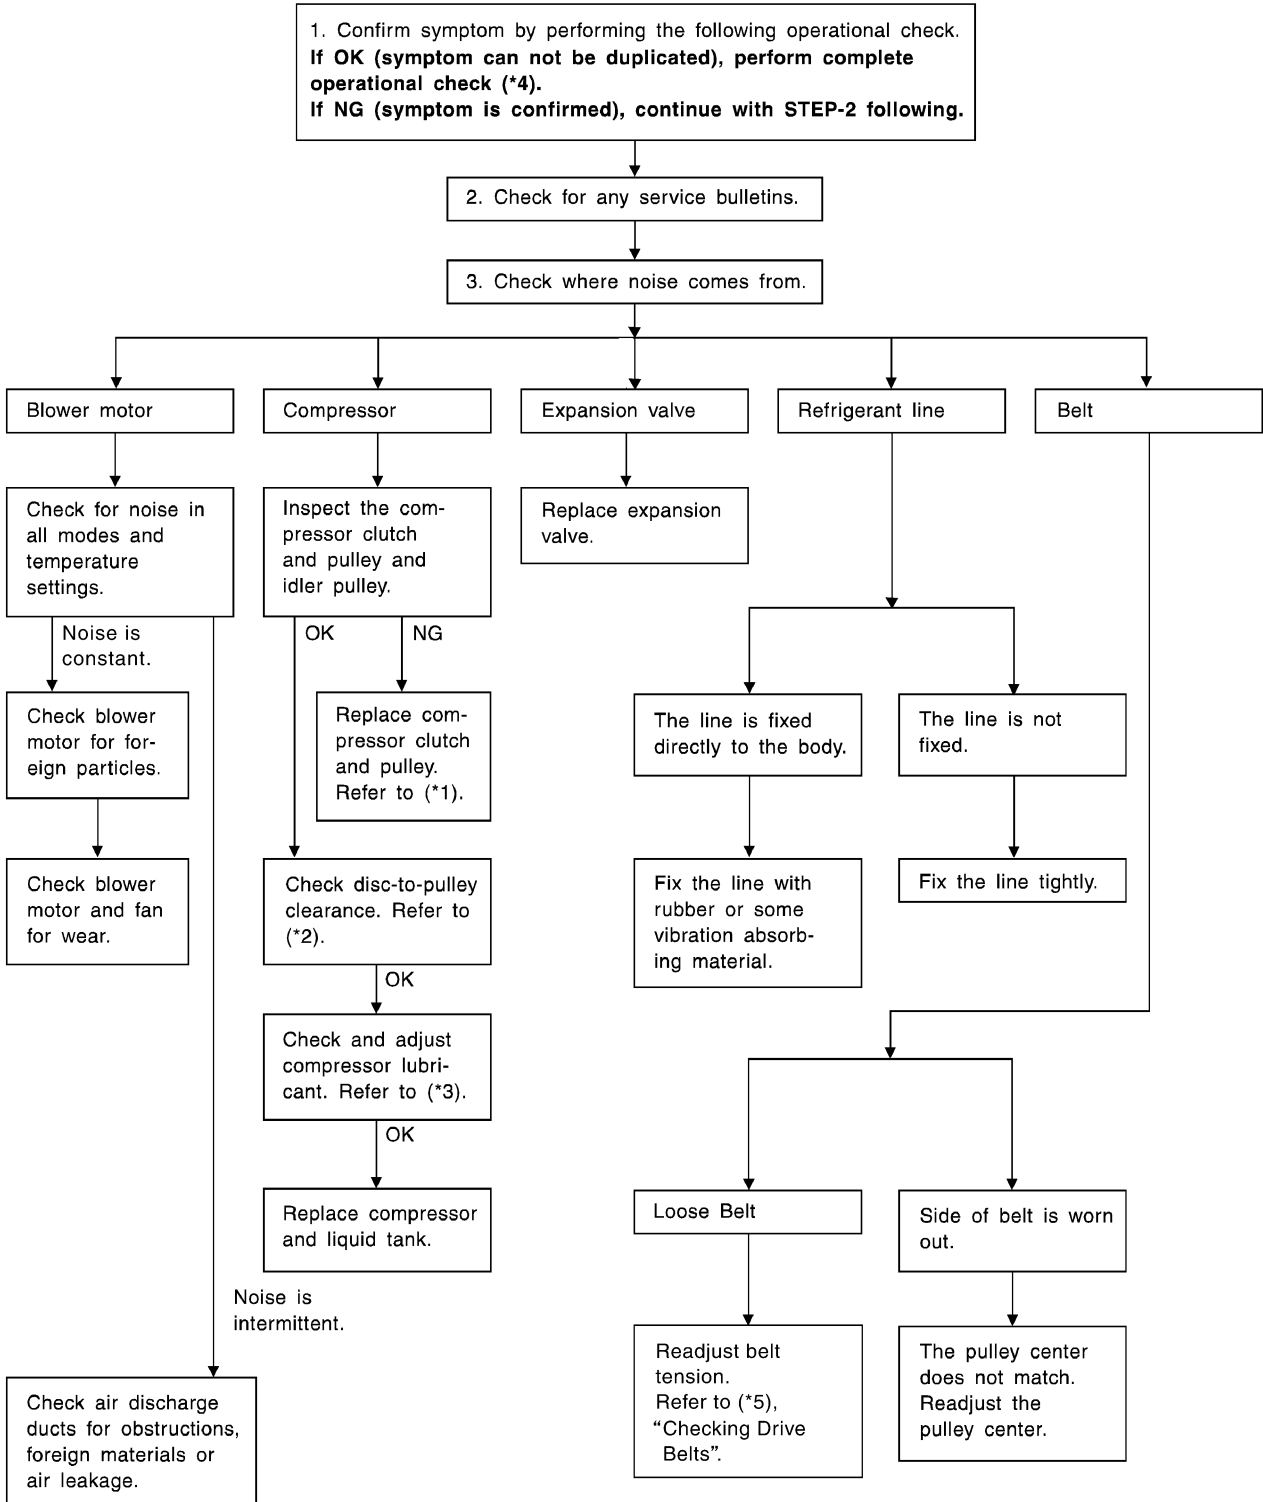 1. Confirm symptom by performing the following operational check.
If OK (symptom can not be duplicated), perform complete
operational check (*4).
If NG (symptom is confirmed), continue with STEP-2 following.
2. Check for any service bulletins.
3. Check where noise comes from.
Blower motor
Compressor
Expansion valve
Refrigerant line
Belt
Check for noise in
all modes and
temperature
settings.
Inspect the com-
pressor clutch
and pulley and
idler pulley.
Replace expansion
valve.
Noise is
constant.
OK
NG
Check blower
motor for for-
eign particles.
Replace com-
pressor clutch
and pulley.
Refer to (*1).
The line is fixed
directly to the body.
The line is not
fixed.
Check blower
motor and fan
for wear.
Check disc-to-pulley
clearance. Refer to
(*2).
Fix the line with
rubber or some
vibration absorb-
ing material.
Fix the line tightly.
OK
Check and adjust
compressor lubri-
cant. Refer to (*3).
OK
Replace compressor
and liquid tank.
Loose Belt
Side of belt is worn
out.
Noise is
intermittent.
Readjust belt
tension.
Refer to (*5),
“Checking Drive
Belts”.
The pulley center
does not match.
Readjust the
pulley center.
Check air discharge
ducts for obstructions,
foreign materials or
air leakage.